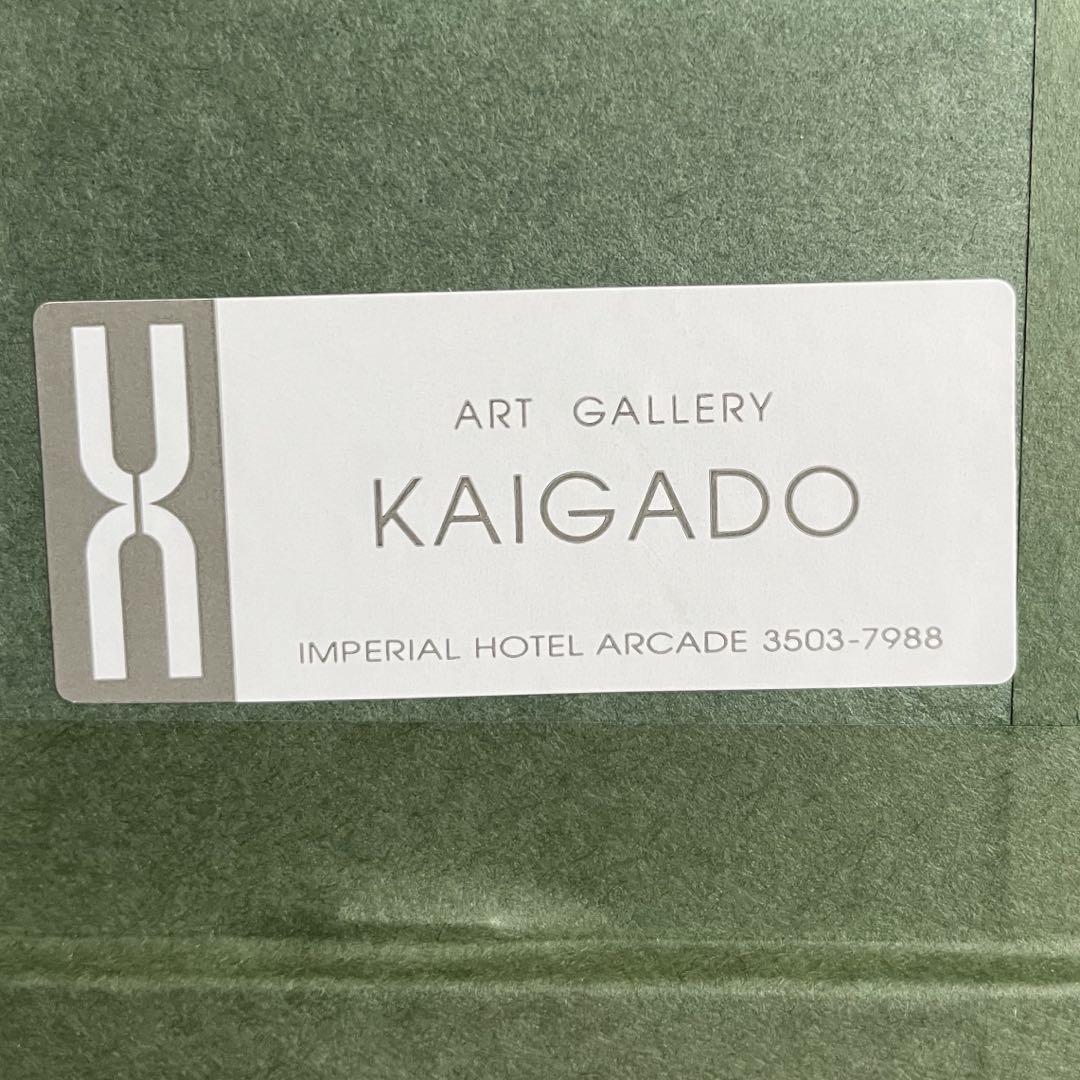 ART GALLERY
KAIGADO
IMPERIAL HOTEL ARCADE 3503-7988